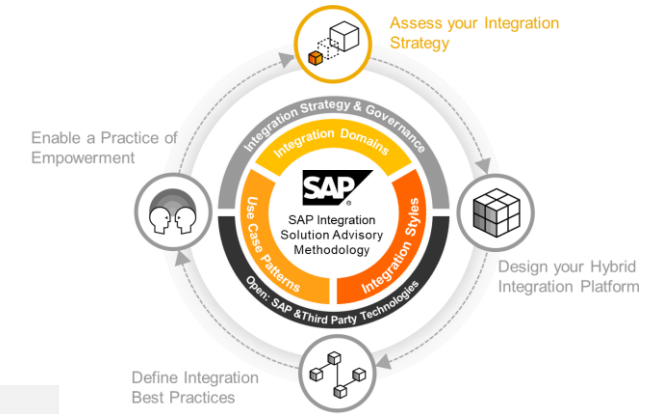 Assess your Integration
Strategy
Integration Strategy & Governance
Integration Domains
Enable a Practice of
Empowerment
SAP
®
SAP Integration
Solution Advisory
Methodology
Use Case Patterns
Integration Styles
Open: SAP &Third Party Technologies
Design your Hybrid
Integration Platform
Define Integration
Best Practices